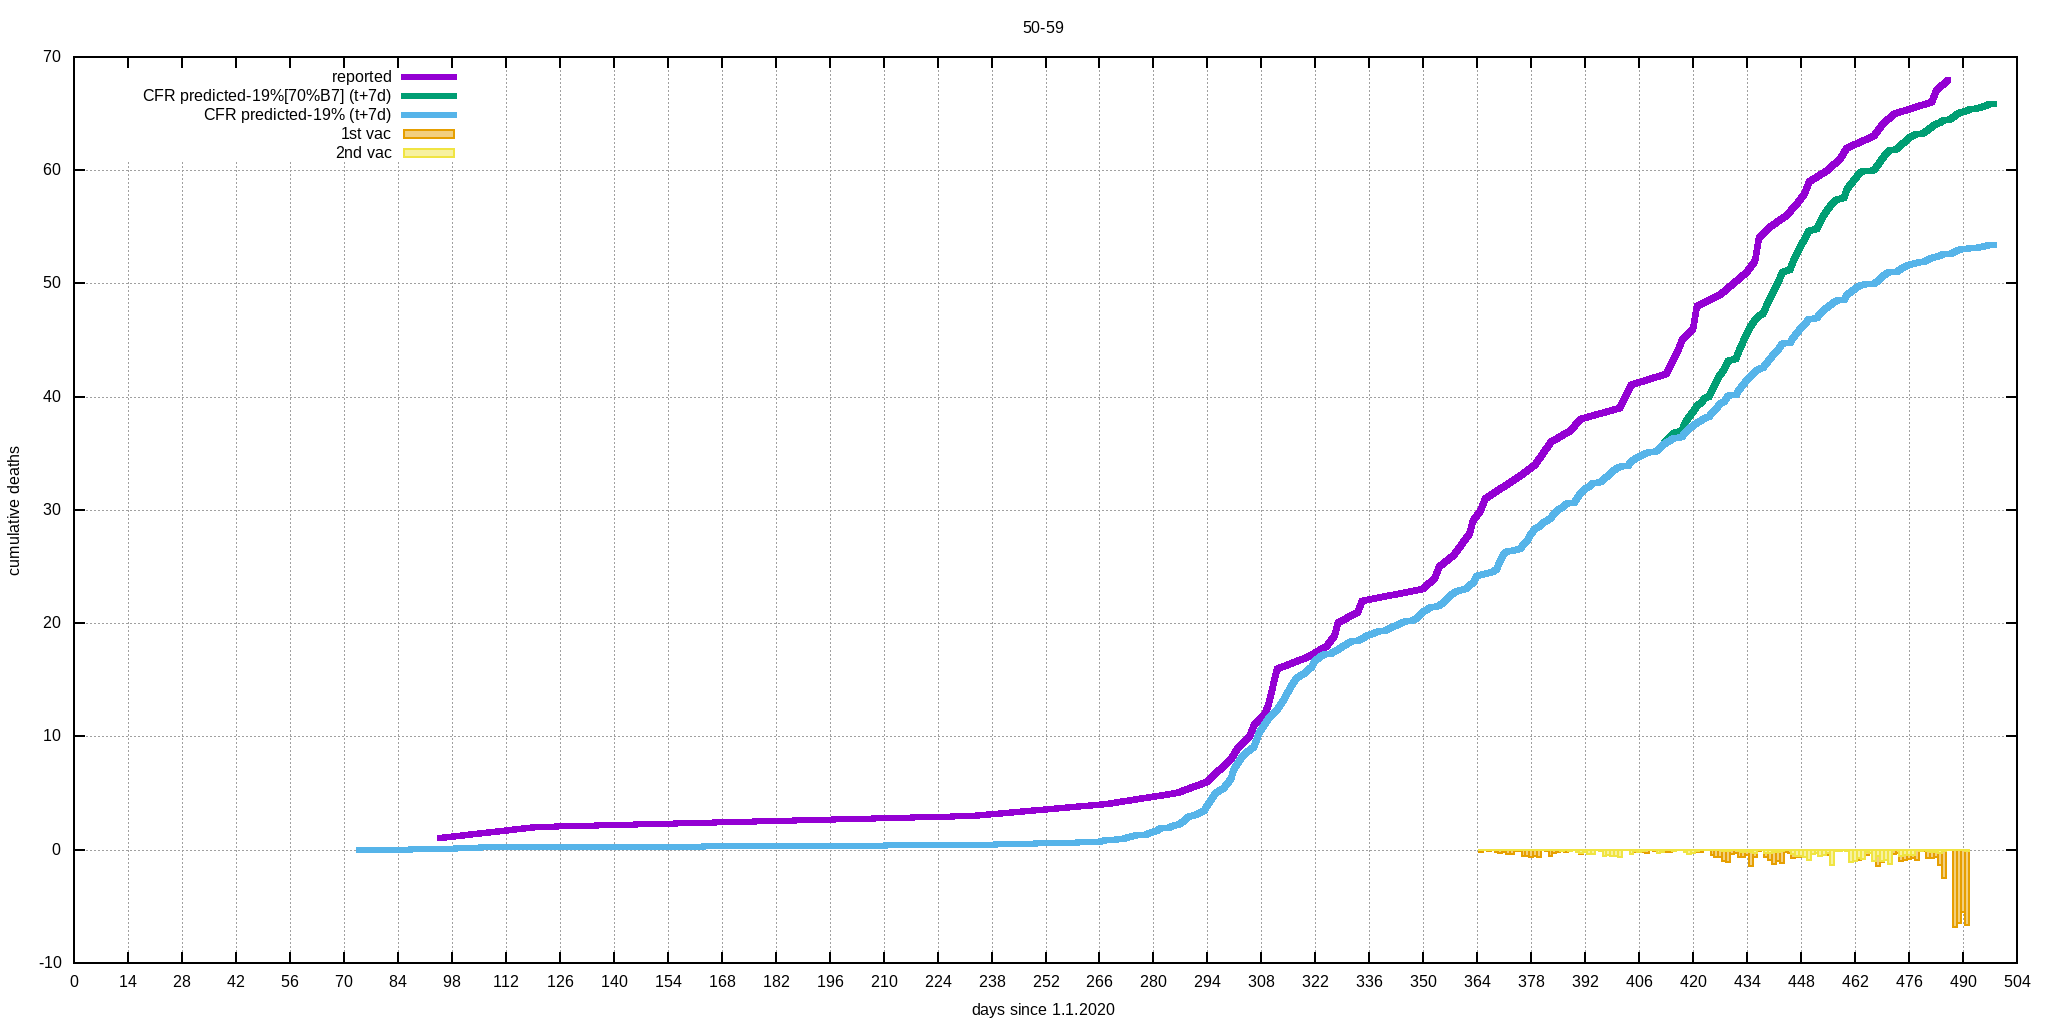 50-59
70
60
50
40
30
20
10
0
-10
reported
CFR predicted-19%[70%B7] (t+7d)
CFR predicted-19% (t+7d)
1st vac
2nd vac
cumulative deaths
0 14 28 42 56 70 84 98 112 126 140 154 168 182 196 210 224 238 252 266 280 294 308 322 336 350 364 378 392 406 420 434 448 462 476 490 504
days since 1.1.2020